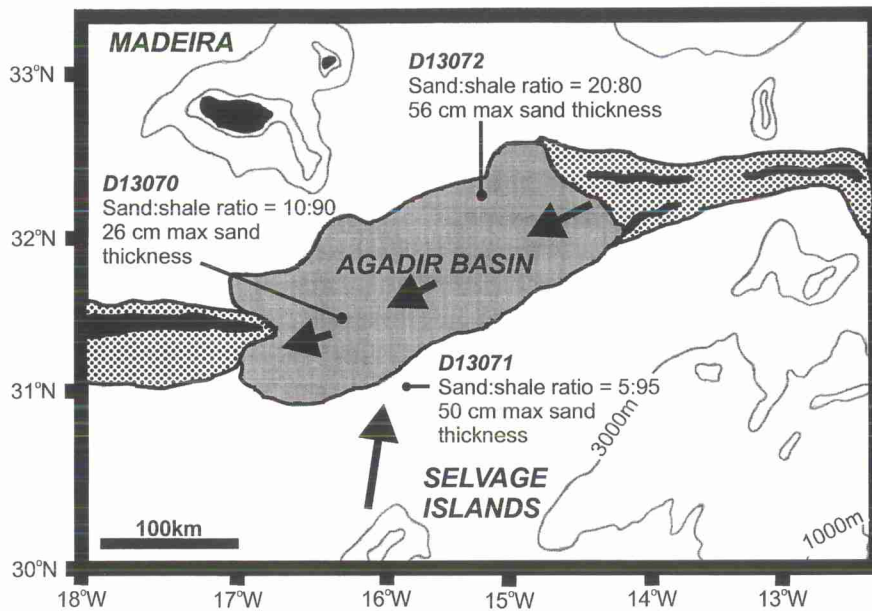 MADEIRA
33°N
D13072
Sand:shale ratio = 20:80
56 cm max sand thickness
D13070
Sand:shale ratio = 10:90
26 cm max sand
thickness
32°N
AGADIR BASIN
31°N
D13071
Sand:shale ratio = 5:95
50 cm max sand
thickness
3000m
SELVAGE
ISLANDS
100km
1000m
30°N
18°W
17°W
16°W
15°W
14°W
13°W